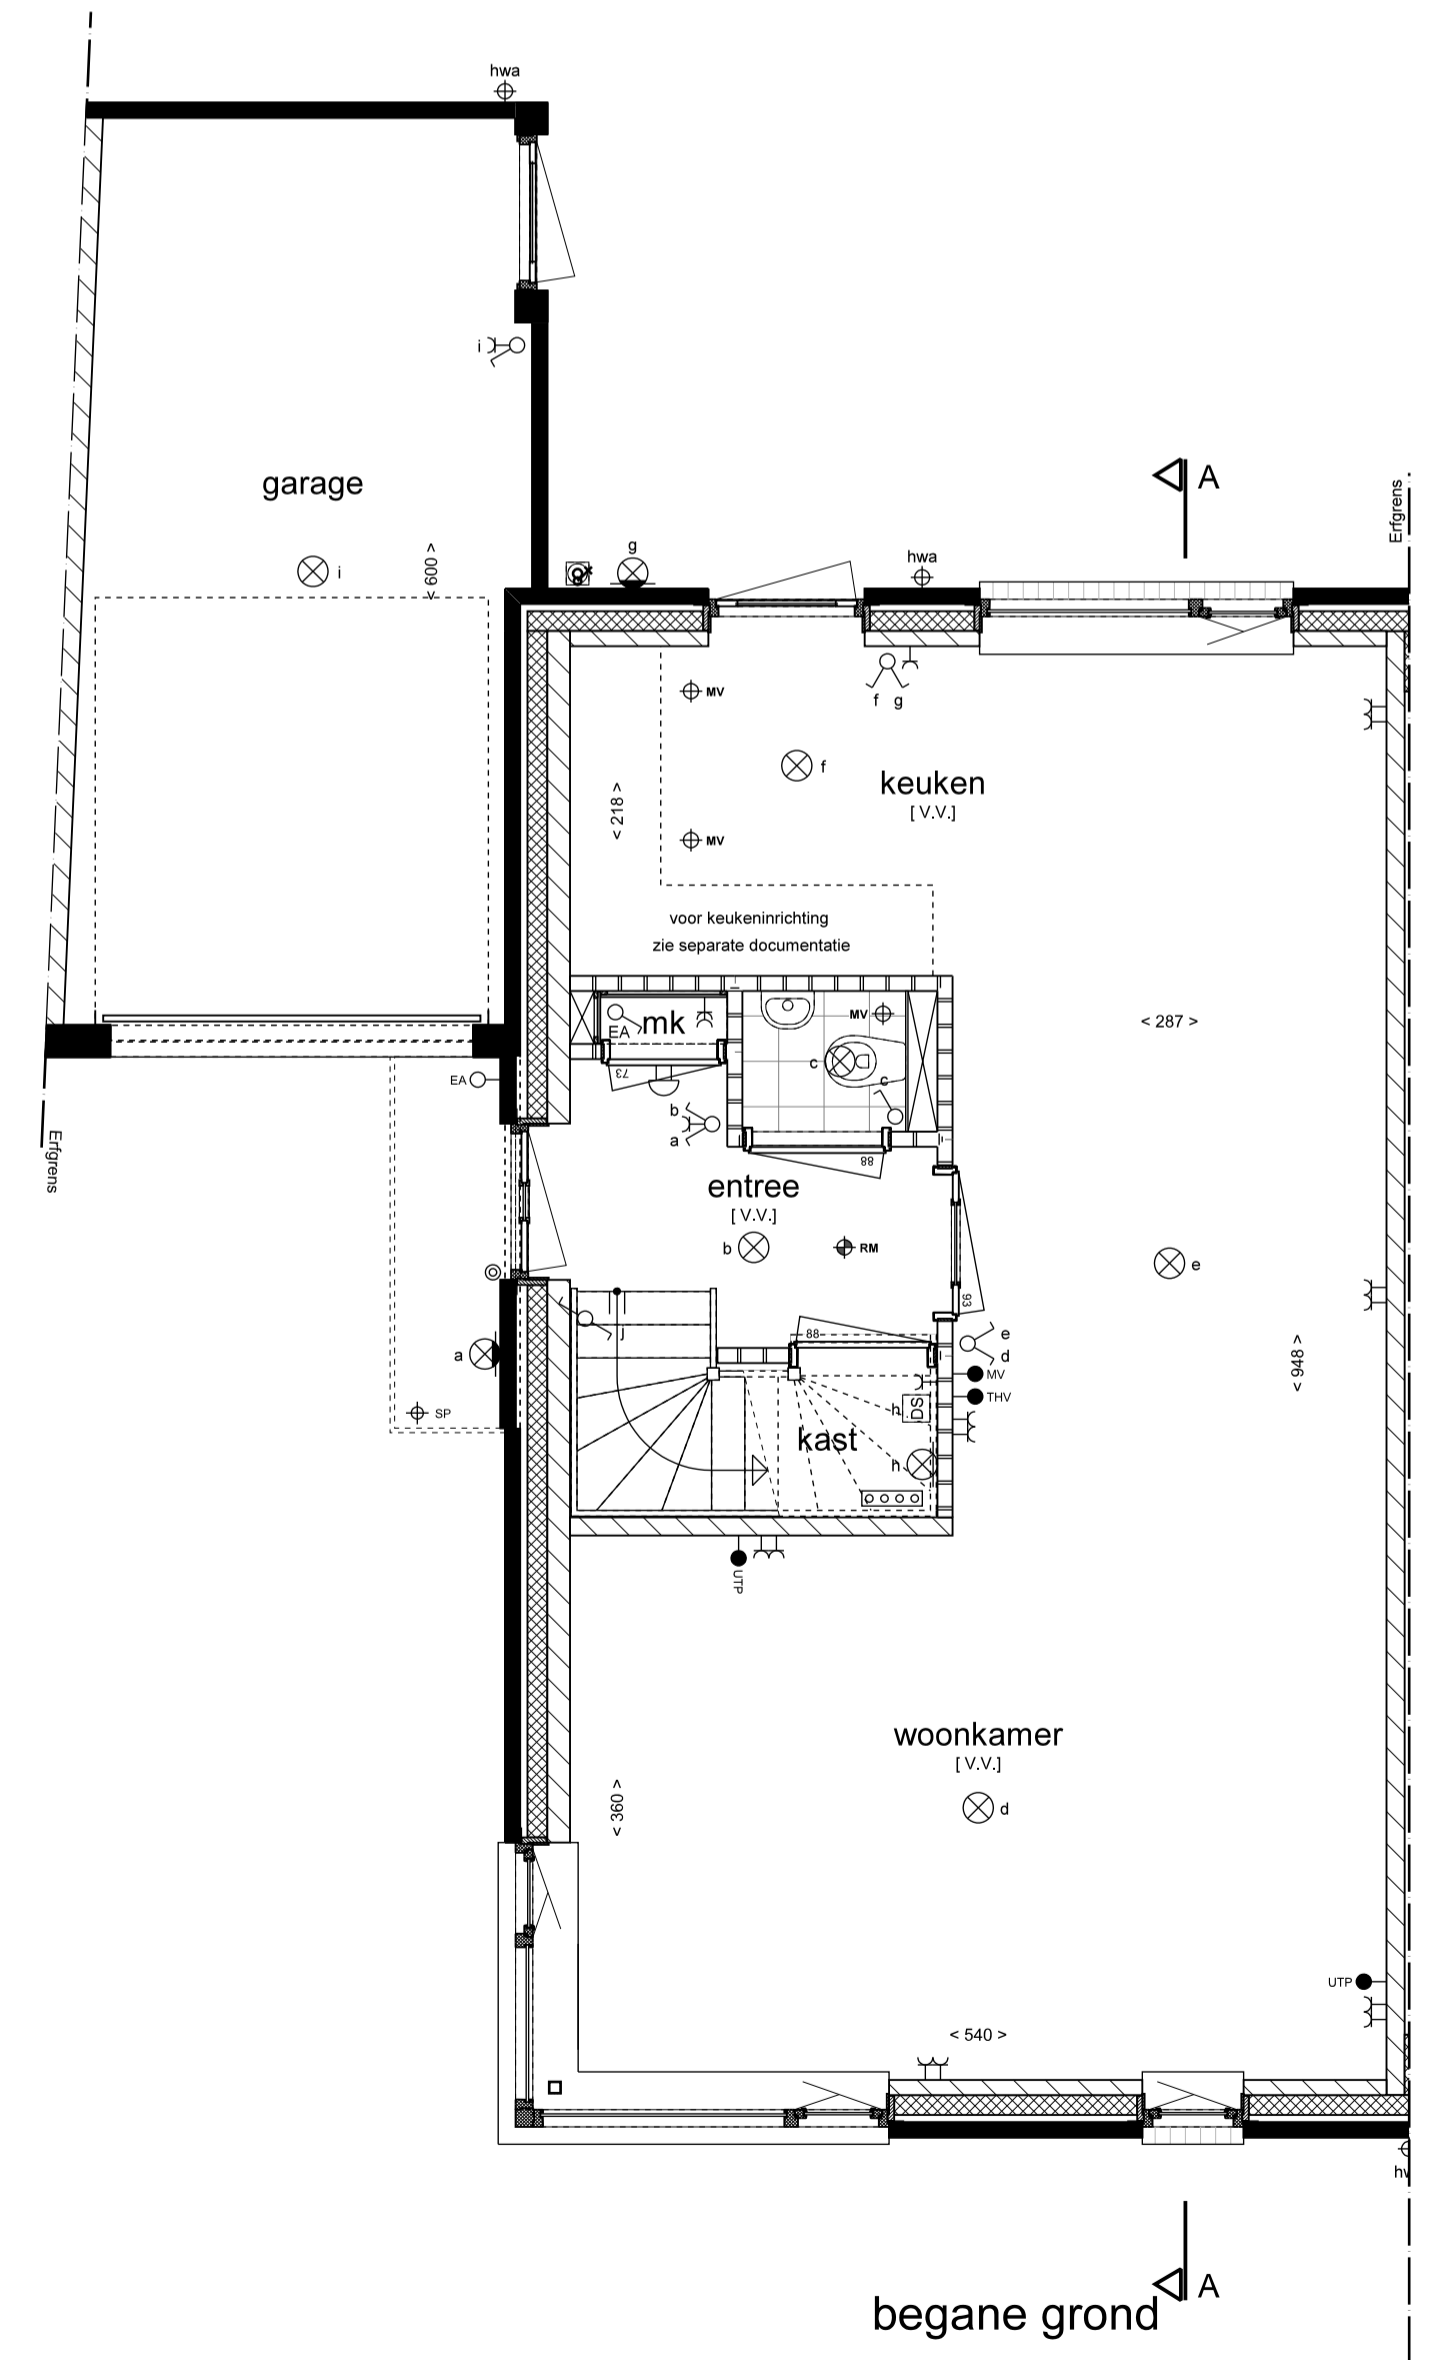 hwa
i
garage
A
Erfgrens
i
< 600 >
g
hwa
f g
MV
f
keuken
[ V.V.]
< 218 >
MV
voor keukeninrichting
zie separate documentatie
EA
mk
MV
< 287 >
c
c
73
EA
b
a
88
Erfgrens
entree
[ V.V.]
b
RM
e
93
j
88
e
d
a
MV
THV
< 948 >
SP
h
DS
kast
h
UTP
woonkamer
[ V.V.]
d
< 360 >
UTP
< 540 >
A
begane grond